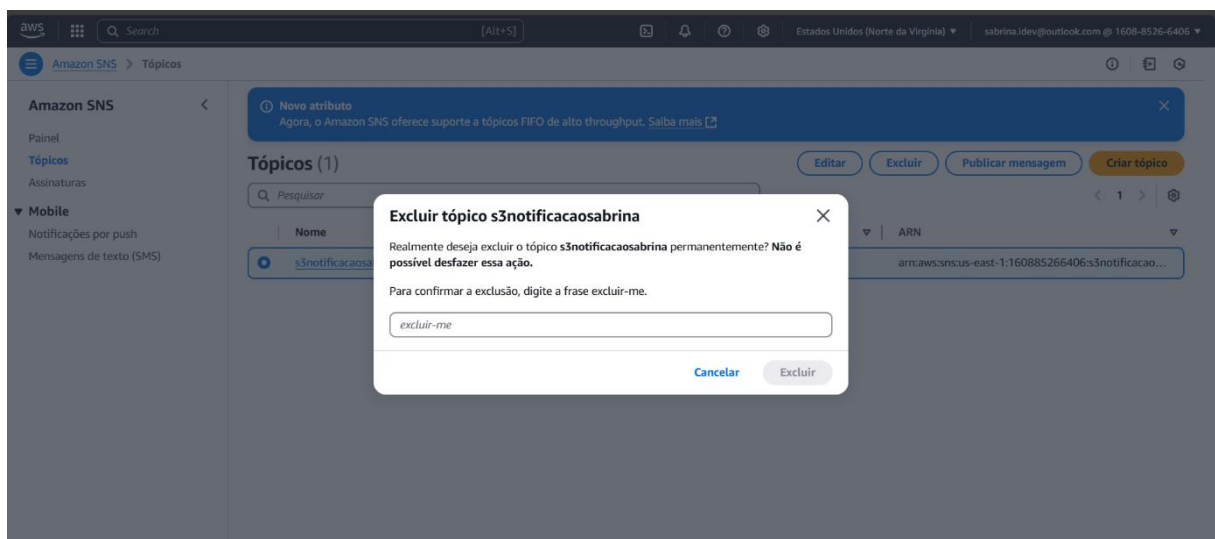 aws
Search
[Alt+S]
Estados Unidos (Norte da Virgínia)
sabrina.idev@outlook.com @ 1608-8526-6406
Amazon SNS > Tópicos
Amazon SNS
Painel
Tópicos
Assinaturas
Mobile
Notificações por push
Mensagens de texto (SMS)
Novo atributo
Agora, o Amazon SNS oferece suporte a tópicos FIFO de alto throughput. Saiba mais
Tópicos (1)
Editar
Excluir
Publicar mensagem
Criar tópico
Pesquisar
1
Nome
ARN
s3notificacaosa
arn:aws:sns:us-east-1:160885266406:s3notificacao...
Excluir tópico s3notificacaosabrina
Realmente deseja excluir o tópico s3notificacaosabrina permanentemente? Não é
possível desfazer essa ação.
Para confirmar a exclusão, digite a frase excluir-me.
excluir-me
Cancelar
Excluir